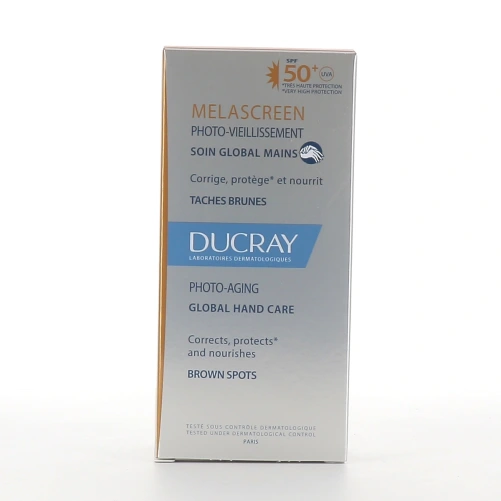 SPF
50+ UVA
*TRÈS HAUTE PROTECTION
*VERY HIGH PROTECTION
MELASCREEN
PHOTO-VIEILLISSEMENT
SOIN GLOBAL MAINS
Corrige, protège* et nourrit
TACHES BRUNES
DUCRAY
LABORATOIRES DERMATOLOGIQUES
PHOTO-AGING
GLOBAL HAND CARE
Corrects, protects*
and nourishes
BROWN SPOTS
TESTÉ SOUS CONTRÔLE DERMATOLOGIQUE
TESTED UNDER DERMATOLOGICAL CONTROL
PARIS